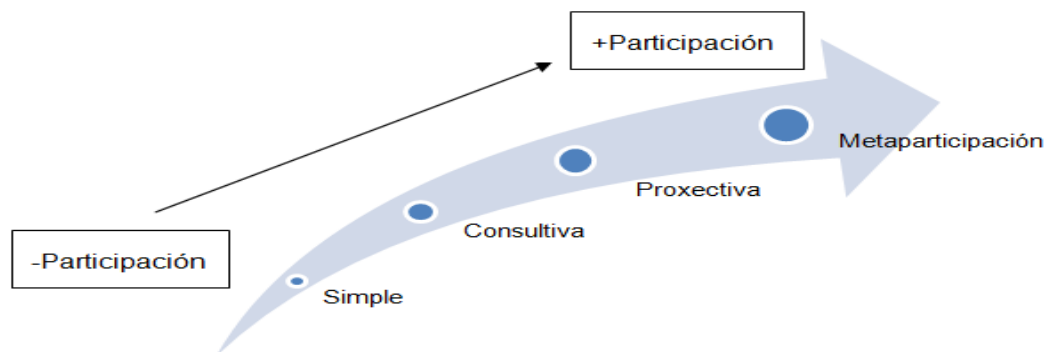 +Participación
Metaparticipación
Proxectiva
Consultiva
-Participación
Simple